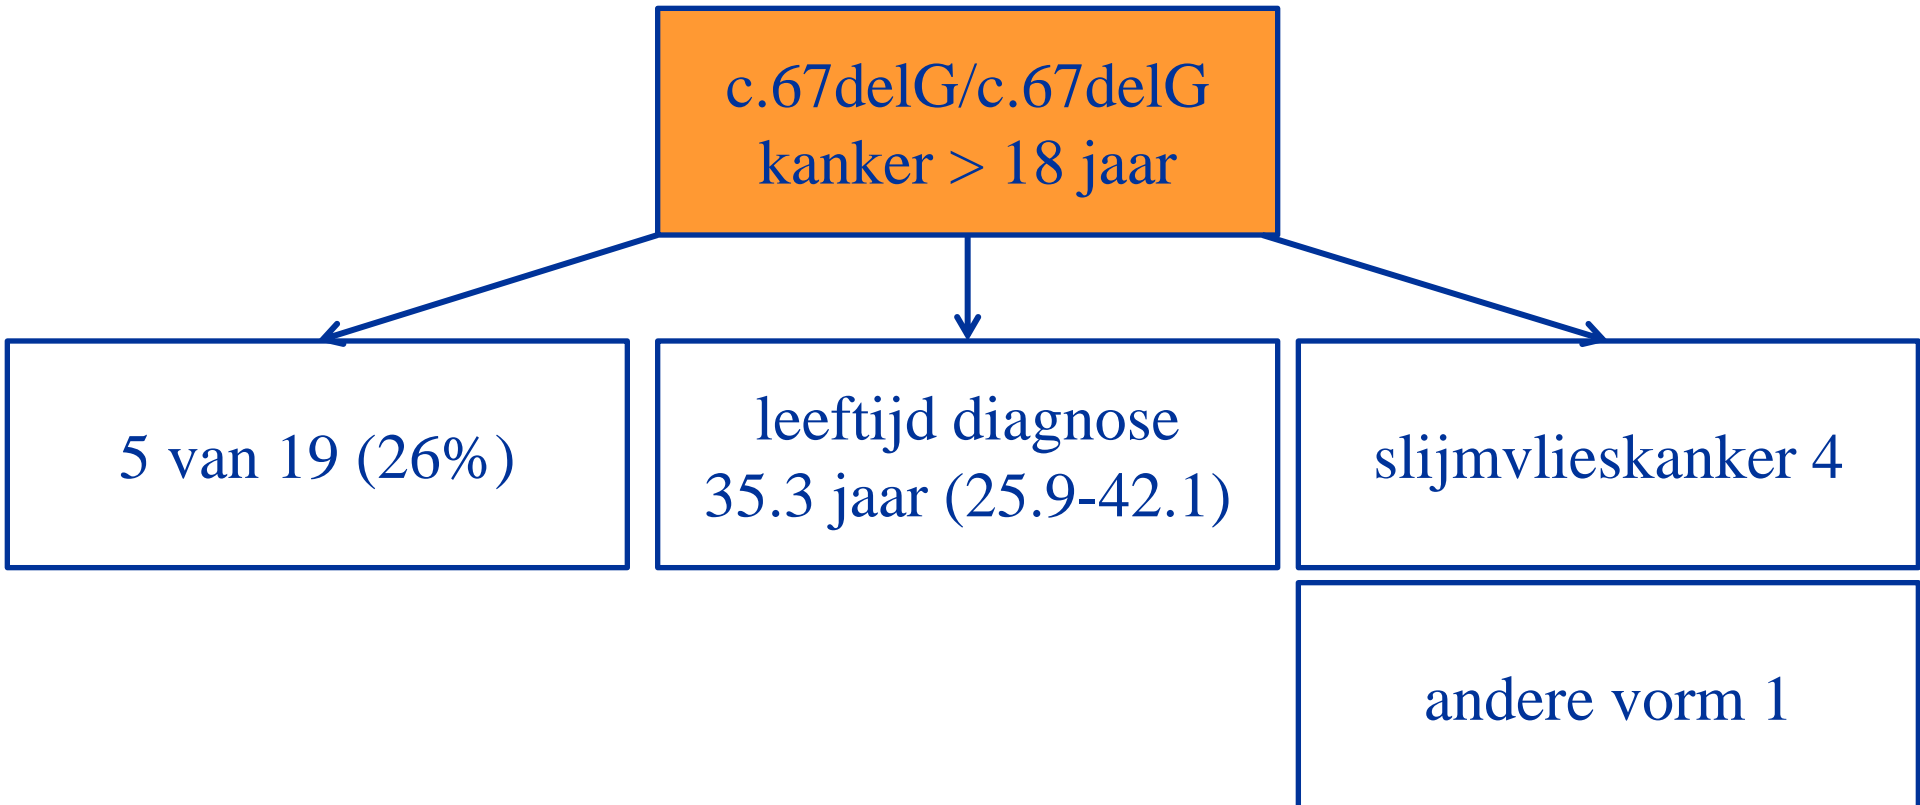 c.67delG/c.67delG
kanker > 18 jaar
5 van 19 (26%)
leeftijd diagnose
35.3 jaar (25.9-42.1)
slijmvlieskanker 4
andere vorm 1